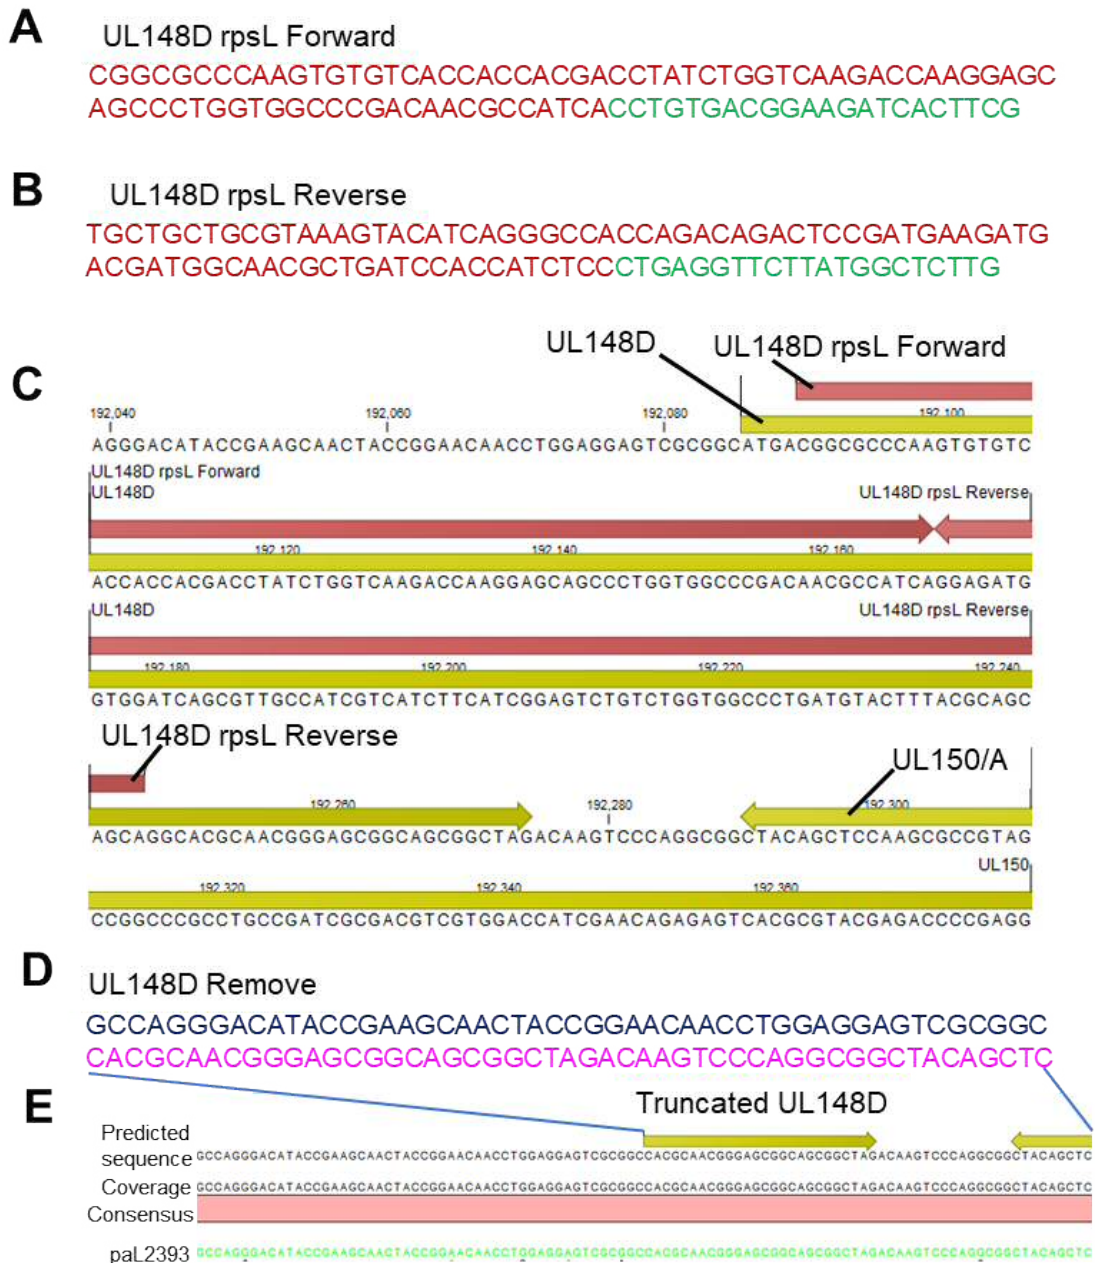 A
UL148D rpsL Forward
CGGCGCCCAAGTGTGTCACCACCACGACCTATCTGGTCAAGACCAAGGAGC
AGCCCTGGTGGCCCGACAACGCCATCACCTGTGACGGAAGATCACTTCG
B
UL148D rpsL Reverse
TGCTGCTGCGTAAAGTACATCAGGGCCACCAGACAGACTCCGATGAAGATG
ACGATGGCAACGCTGATCCACCATCTCCCTGAGGTTCTTATGGCTCTTG
C
UL148D
UL148D rpsL Forward
192,040 192,060 192,080 192,100
AGGGACATACCGAAGCAACTACCGGAACAACCTGGAGGAGTCGCGGCATGACGGCGCCCAAGTGTGTC
UL148D rpsL Forward
UL148D UL148D rpsL Reverse
192,120 192,140 192,160
ACCACCACGACCTATCTGGTCAAGACCAAGGAGCAGCCCTGGTGGCCCGACAACGCCATCAGGAGATG
UL148D UL148D rpsL Reverse
192,180 192,200 192,220 192,240
GTGGATCAGCGTTGCCATCGTCATCTTCATCGGAGTCTGTCTGGTGGCCCTGATGTACTTTACGCAGC
UL148D rpsL Reverse
UL150/A
192,260 192,280 192,300
AGCAGGCACGCAACGGGAGCGGCAGCGGCTAGACAAGTCCCAGGCGGCTACAGCTCCAAGCGCCGTAG
UL150
192,320 192,340 192,360
CCGGCCCGCCTGCCGATCGCGACGTCGTGGACCATCGAACAGAGAGTCACGCGTACGAGACCCCGAGG
D
UL148D Remove
GCCAGGGACATACCGAAGCAACTACCGGAACAACCTGGAGGAGTCGCGGC
CACGCAACGGGAGCGGCAGCGGCTAGACAAGTCCCAGGCGGCTACAGCTC
E
Truncated UL148D
Predicted
sequence GCCAGGGACATACCGAAGCAACTACCGGAACAACCTGGAGGAGTCGCGGCCACGCAACGGGAGCGGCAGCGGCTAGACAAGTCCCAGGCGGCTACAGCTC
Coverage GCCAGGGACATACCGAAGCAACTACCGGAACAACCTGGAGGAGTCGCGGCCACGCAACGGGAGCGGCAGCGGCTAGACAAGTCCCAGGCGGCTACAGCTC
Consensus
paL2393 GCCAGGGACATACCGAAGCAACTACCGGAACAACCTGGAGGAGTCGCGGCCACGCAACGGGAGCGGCAGCGGCTAGACAAGTCCCAGGCGGCTACAGCTC